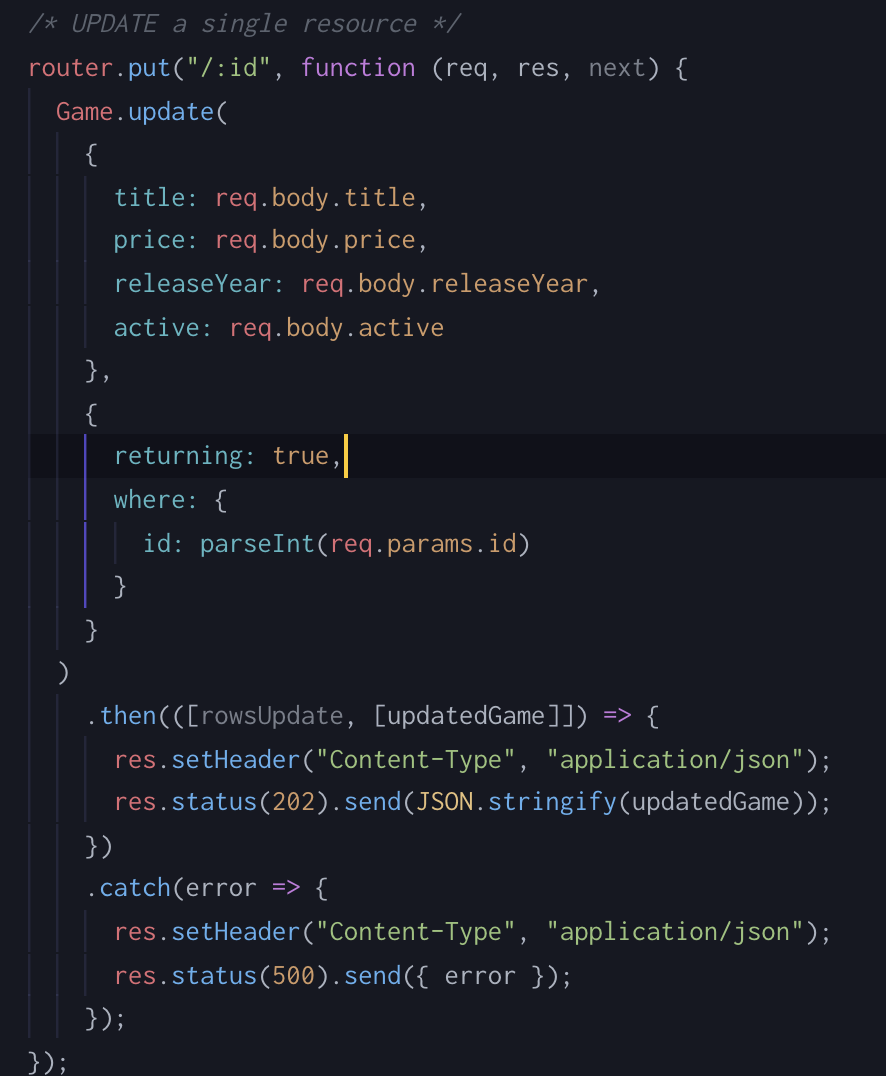 /* UPDATE a single resource */
router.put("/:id", function (req, res, next) {
  Game.update(
    {
      title: req.body.title,
      price: req.body.price,
      releaseYear: req.body.releaseYear,
      active: req.body.active
    },
    {
      returning: true,
      where: {
        id: parseInt(req.params.id)
      }
    }
  )
    .then(([rowsUpdate, [updatedGame]]) => {
      res.setHeader("Content-Type", "application/json");
      res.status(202).send(JSON.stringify(updatedGame));
    })
    .catch(error => {
      res.setHeader("Content-Type", "application/json");
      res.status(500).send({ error });
    });
});